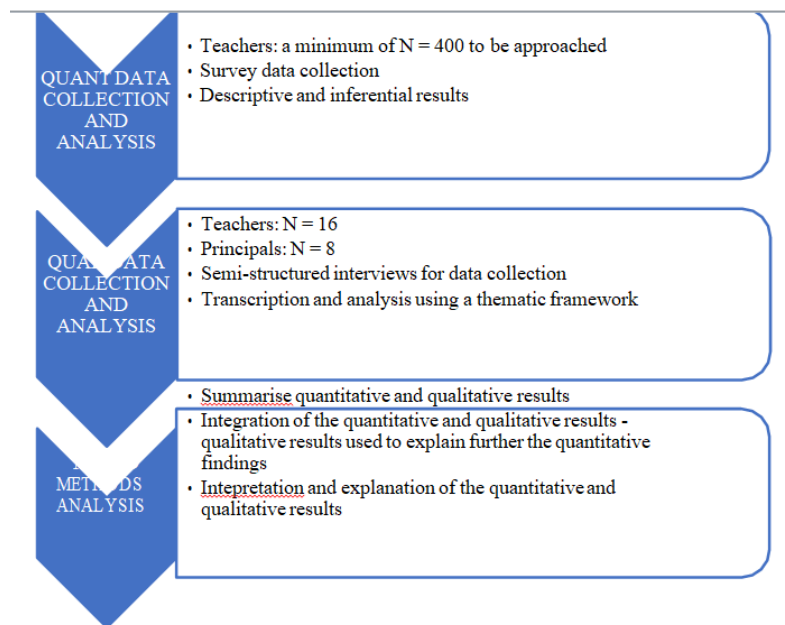 QUANT DATA
COLLECTION
AND
ANALYSIS
• Teachers: a minimum of N = 400 to be approached
• Survey data collection
• Descriptive and inferential results
DATA
COLLECTION
AND
ANALYSIS
• Teachers: N = 16
• Principals: N = 8
• Semi-structured interviews for data collection
• Transcription and analysis using a thematic framework
METHODS
ANALYSIS
• Summarise quantitative and qualitative results
• Integration of the quantitative and qualitative results -
qualitative results used to explain further the quantitative
findings
• Intepretation and explanation of the quantitative and
qualitative results